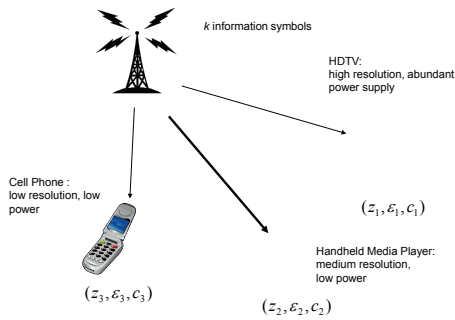 k information symbols
HDTV:
high resolution, abundant
power supply
Cell Phone :
low resolution, low
power
(z₁, ε₁, c₁)
Handheld Media Player:
medium resolution,
low power
(z₃, ε₃, c₃)
(z₂, ε₂, c₂)